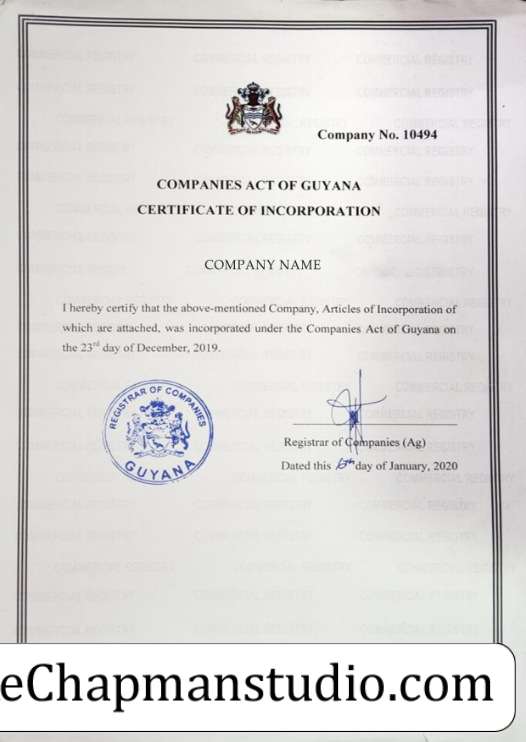 Company No. 10494
COMPANIES ACT OF GUYANA
CERTIFICATE OF INCORPORATION
COMPANY NAME
I hereby certify that the above-mentioned Company, Articles of Incorporation of
which are attached, was incorporated under the Companies Act of Guyana on
the 23rd day of December, 2019.
REGISTRAR OF COMPANIES
GUYANA
Registrar of Companies (Ag)
Dated this day of January, 2020
COMMERCIAL REGISTRY
eChapmanstudio.com